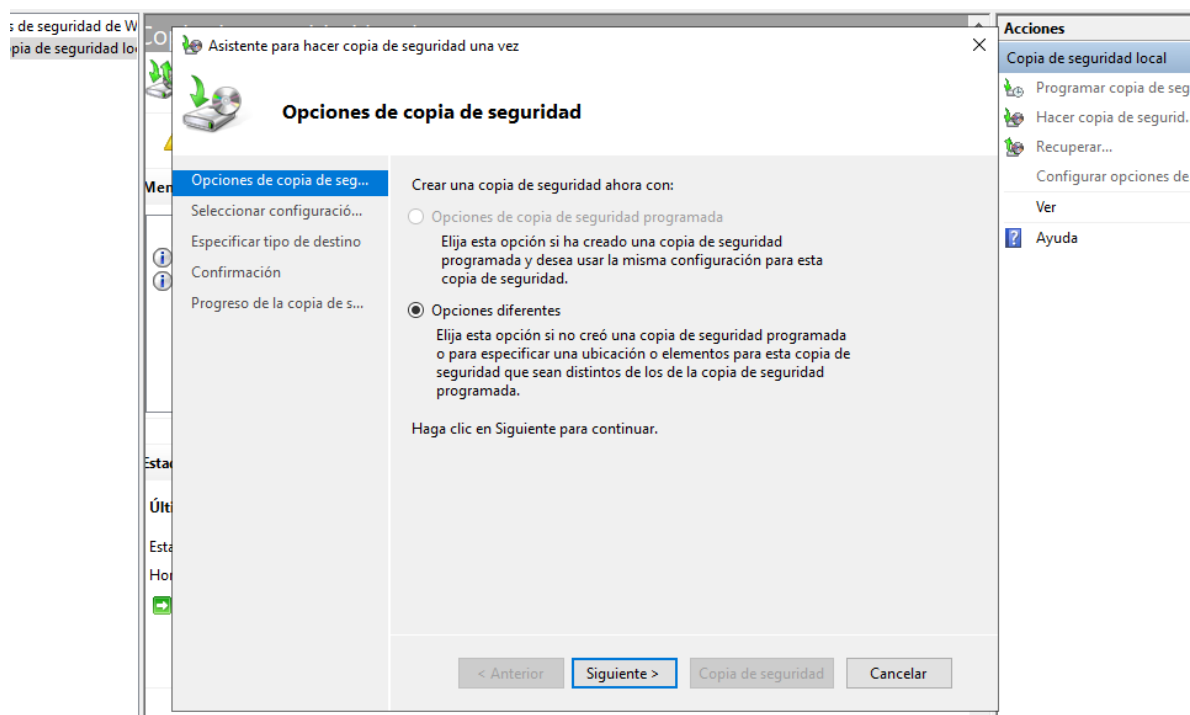 s de seguridad de W
opia de seguridad lo
Asistente para hacer copia de seguridad una vez
Opciones de copia de seguridad
Opciones de copia de seg...
Seleccionar configuració...
Especificar tipo de destino
Confirmación
Progreso de la copia de s...
Crear una copia de seguridad ahora con:
Opciones de copia de seguridad programada
Elija esta opción si ha creado una copia de seguridad
programada y desea usar la misma configuración para esta
copia de seguridad.
Opciones diferentes
Elija esta opción si no creó una copia de seguridad programada
o para especificar una ubicación o elementos para esta copia de
seguridad que sean distintos de los de la copia de seguridad
programada.
Haga clic en Siguiente para continuar.
< Anterior
Siguiente >
Copia de seguridad
Cancelar
Men
Esta
Últi
Esta
Hor
Acciones
Copia de seguridad local
Programar copia de seg
Hacer copia de segurid.
Recuperar...
Configurar opciones de
Ver
Ayuda